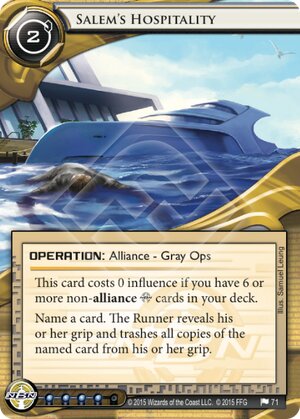 Salem's Hospitality
2
OPERATION: Alliance - Gray Ops
This card costs 0 influence if you have 6 or
more non-alliance cards in your deck.
Name a card. The Runner reveals his
or her grip and trashes all copies of the
named card from his or her grip.
Illus. Samuel Leung
NBN
© 2015 Wizards of the Coast LLC. © 2015 FFG
71